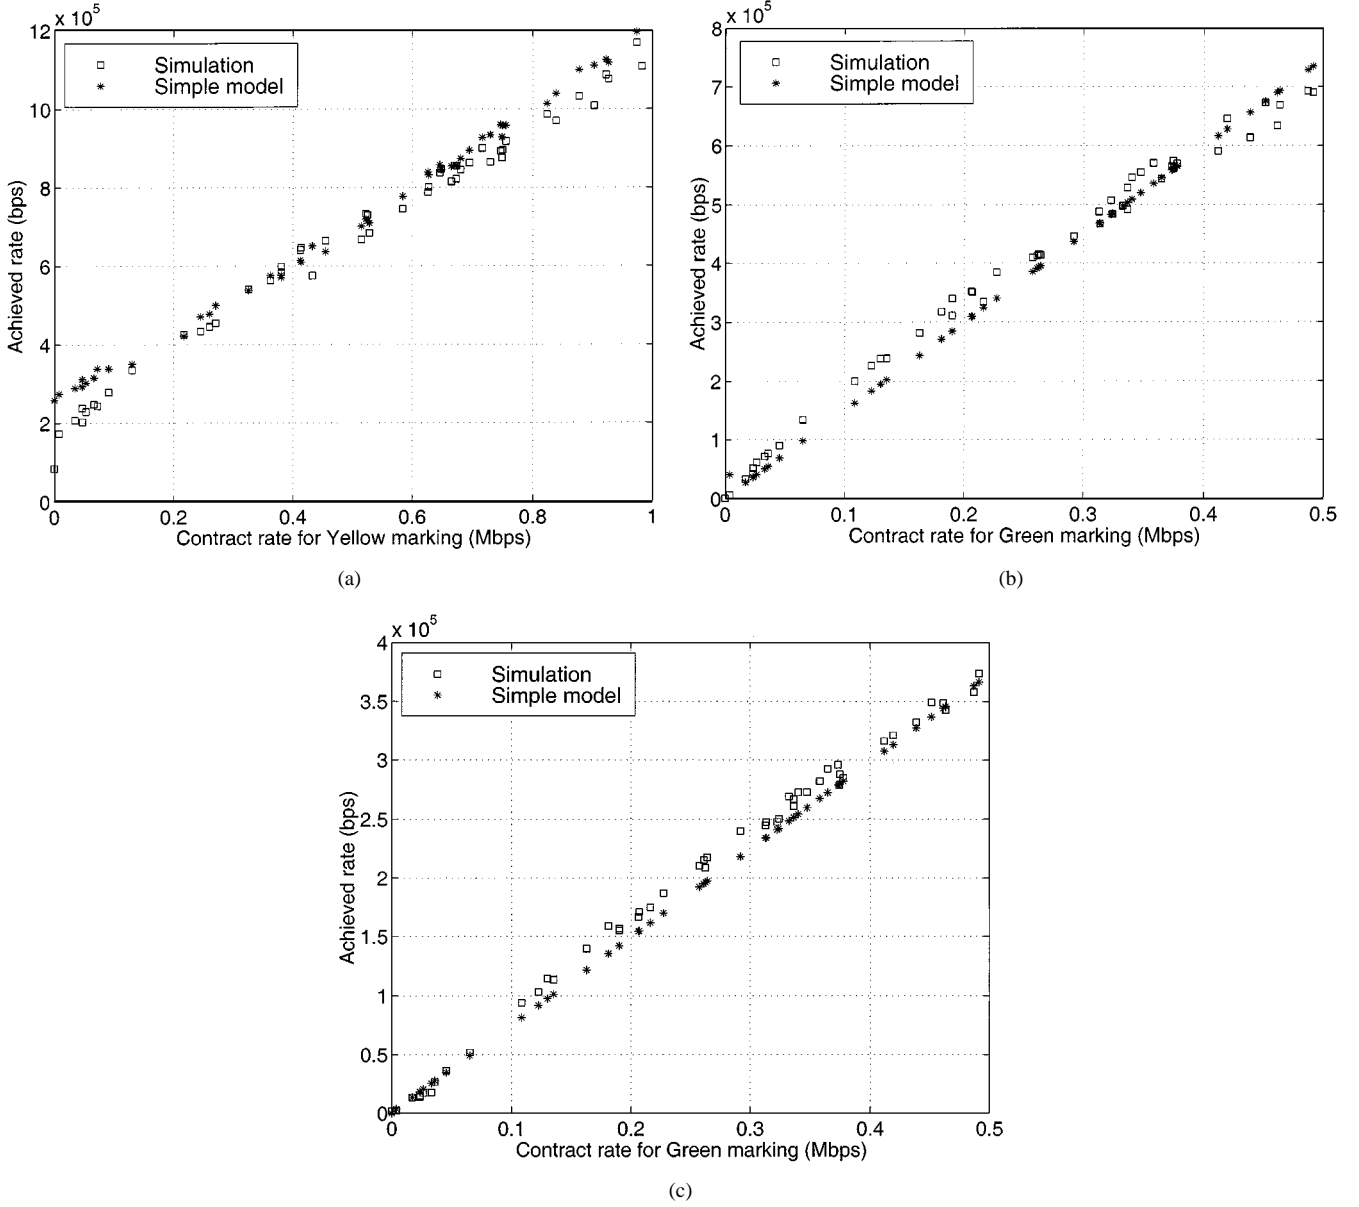 x 10^5
12
10
8
6
4
2
0
Achieved rate (bps)
Simulation
Simple model
0 0.2 0.4 0.6 0.8 1
Contract rate for Yellow marking (Mbps)
(a)
x 10^5
8
7
6
5
4
3
2
1
0
Achieved rate (bps)
Simulation
Simple model
0 0.1 0.2 0.3 0.4 0.5
Contract rate for Green marking (Mbps)
(b)
x 10^5
4
3.5
3
2.5
2
1.5
1
0.5
0
Achieved rate (bps)
Simulation
Simple model
0 0.1 0.2 0.3 0.4 0.5
Contract rate for Green marking (Mbps)
(c)